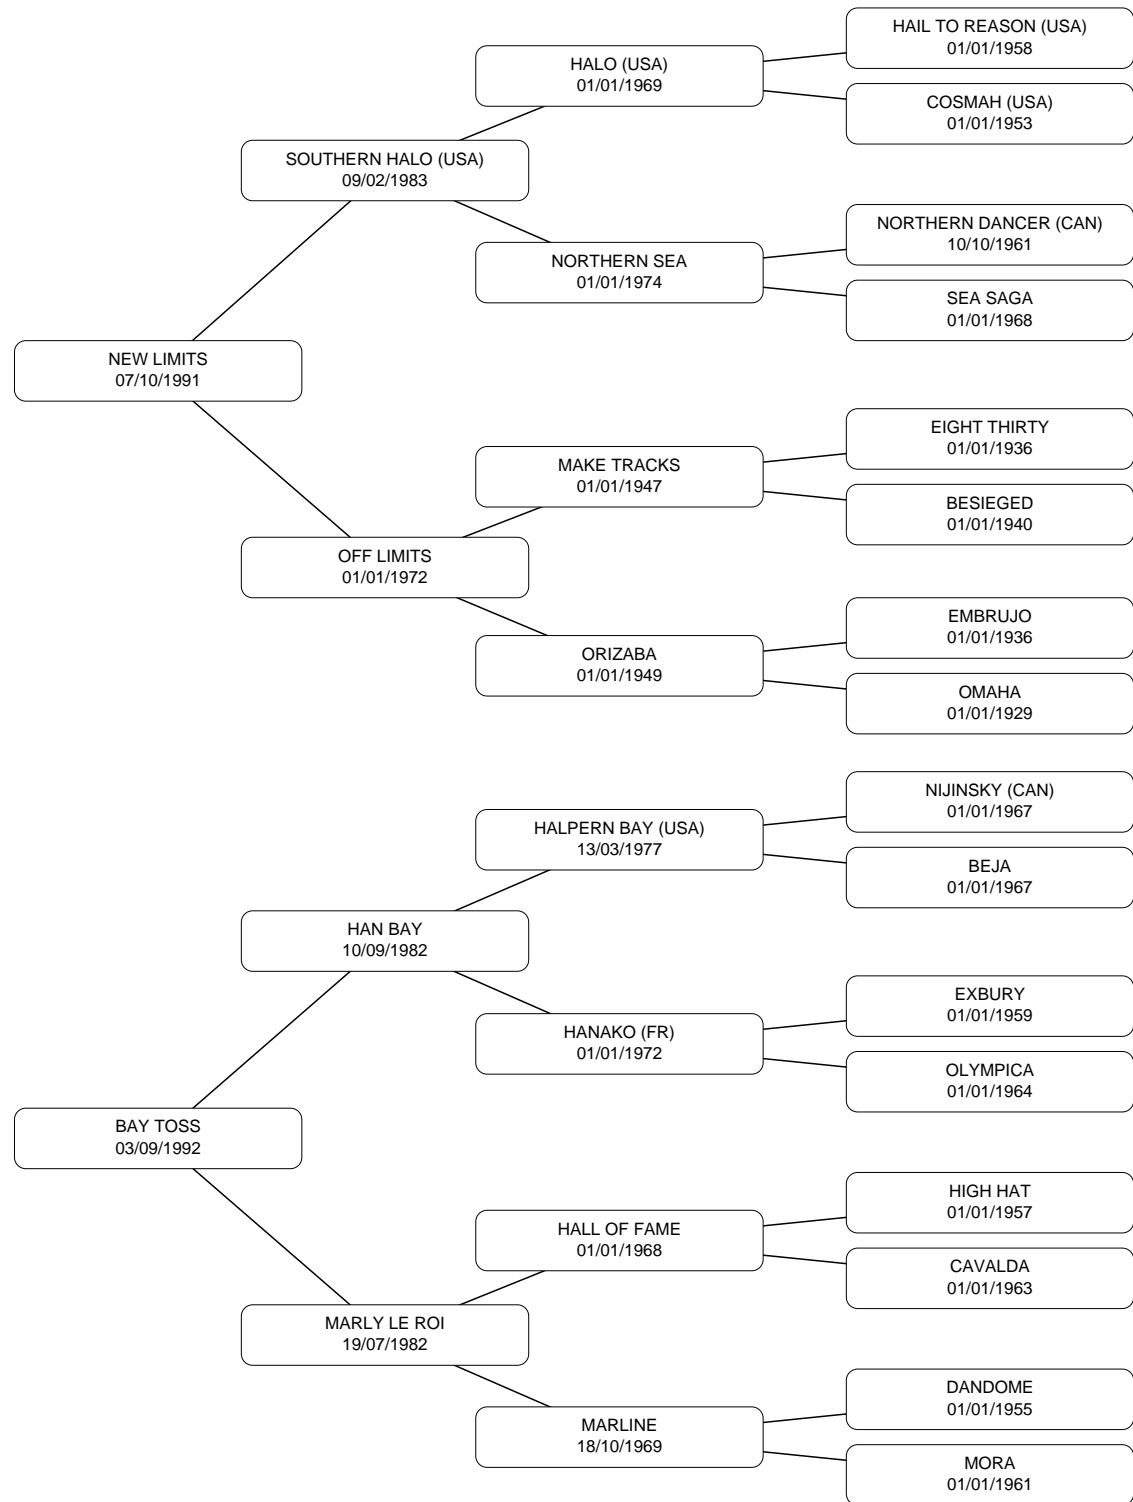 HAIL TO REASON (USA)
01/01/1958
HALO (USA)
01/01/1969
COSMAH (USA)
01/01/1953
SOUTHERN HALO (USA)
09/02/1983
NORTHERN DANCER (CAN)
10/10/1961
NORTHERN SEA
01/01/1974
SEA SAGA
01/01/1968
NEW LIMITS
07/10/1991
EIGHT THIRTY
01/01/1936
MAKE TRACKS
01/01/1947
BESIEGED
01/01/1940
OFF LIMITS
01/01/1972
EMBRUJO
01/01/1936
ORIZABA
01/01/1949
OMAHA
01/01/1929
NIJINSKY (CAN)
01/01/1967
HALPERN BAY (USA)
13/03/1977
BEJA
01/01/1967
HAN BAY
10/09/1982
EXBURY
01/01/1959
HANAKO (FR)
01/01/1972
OLYMPICA
01/01/1964
BAY TOSS
03/09/1992
HIGH HAT
01/01/1957
HALL OF FAME
01/01/1968
CAVALDA
01/01/1963
MARLY LE ROI
19/07/1982
DANDOME
01/01/1955
MARLINE
18/10/1969
MORA
01/01/1961